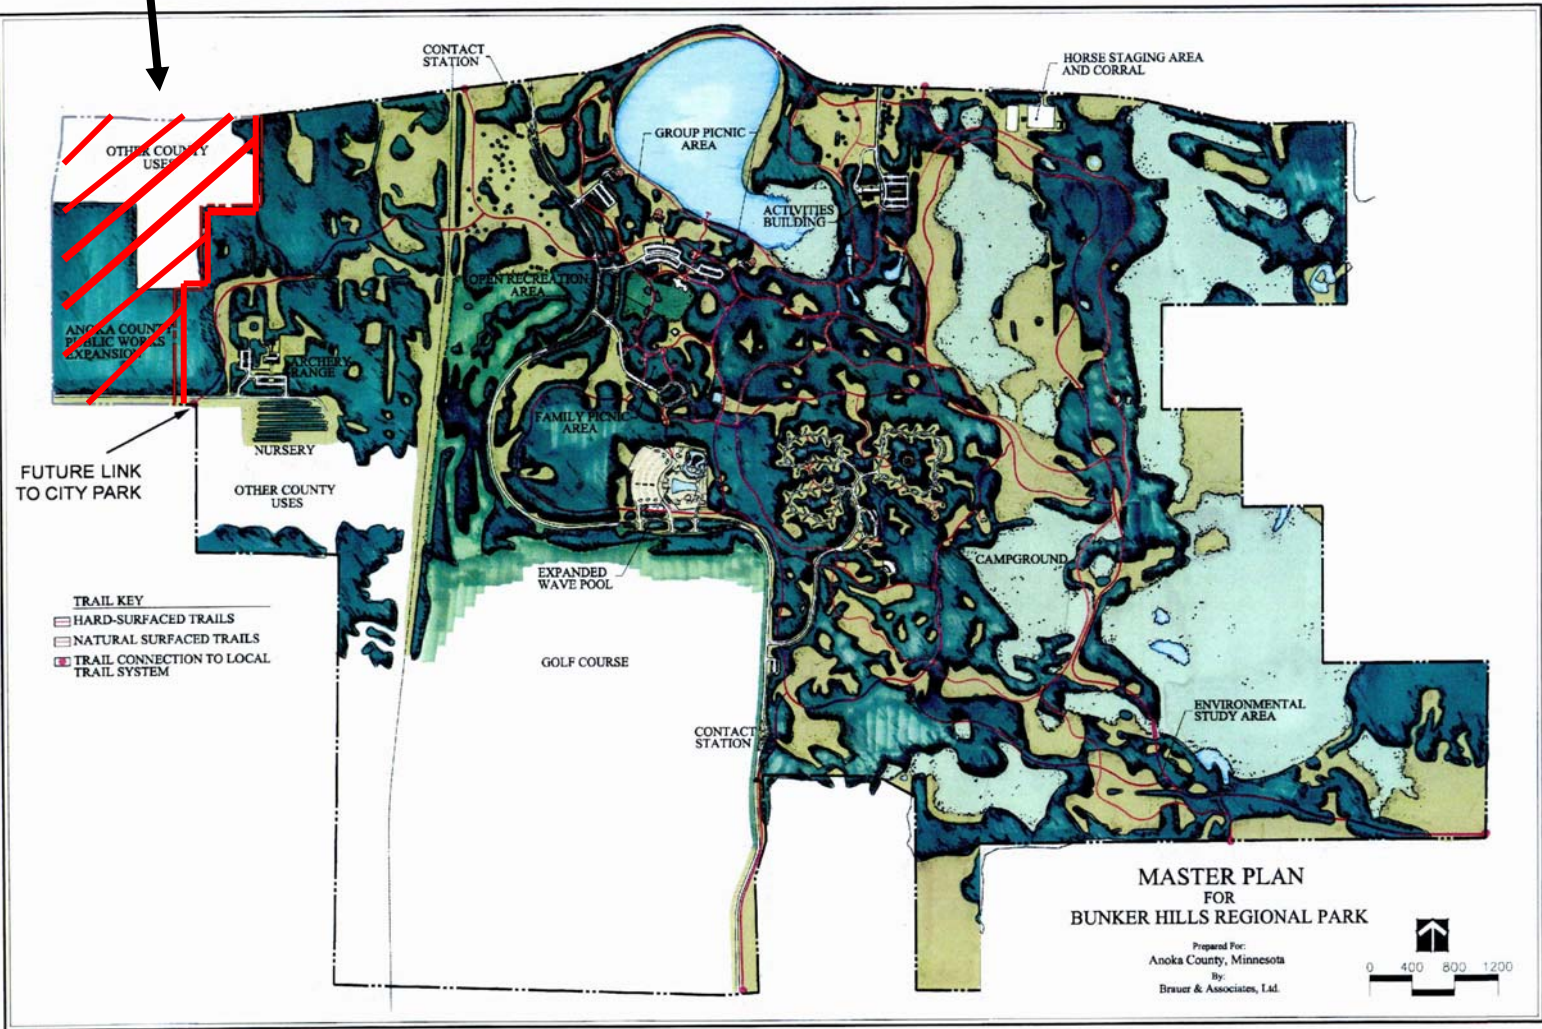 CONTACT
STATION
HORSE STAGING AREA
AND CORRAL
GROUP PICNIC
AREA
OTHER COUNTY
USES
ACTIVITIES
BUILDING
OPEN RECREATION
AREA
ANOKA COUNTY
PUBLIC WORKS
EXPANSION
ARCHERY
RANGE
FAMILY PICNIC
AREA
NURSERY
FUTURE LINK
TO CITY PARK
OTHER COUNTY
USES
CAMPGROUND
EXPANDED
WAVE POOL
TRAIL KEY
HARD-SURFACED TRAILS
NATURAL SURFACED TRAILS
TRAIL CONNECTION TO LOCAL
TRAIL SYSTEM
GOLF COURSE
ENVIRONMENTAL
STUDY AREA
CONTACT
STATION
MASTER PLAN
FOR
BUNKER HILLS REGIONAL PARK
Prepared For:
Anoka County, Minnesota
By:
Brauer & Associates, Ltd.
0 400 800 1200